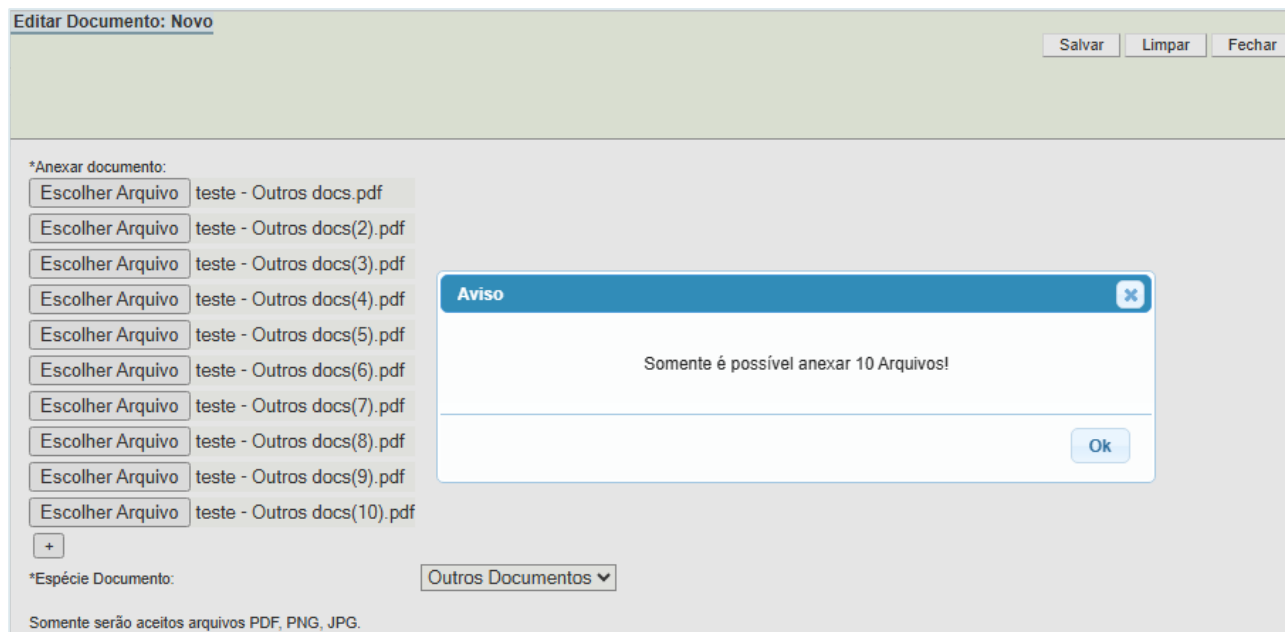 Editar Documento: Novo
Salvar Limpar Fechar
*Anexar documento:
Escolher Arquivo teste - Outros docs.pdf
Escolher Arquivo teste - Outros docs(2).pdf
Escolher Arquivo teste - Outros docs(3).pdf
Escolher Arquivo teste - Outros docs(4).pdf
Escolher Arquivo teste - Outros docs(5).pdf
Escolher Arquivo teste - Outros docs(6).pdf
Escolher Arquivo teste - Outros docs(7).pdf
Escolher Arquivo teste - Outros docs(8).pdf
Escolher Arquivo teste - Outros docs(9).pdf
Escolher Arquivo teste - Outros docs(10).pdf
+
*Espécie Documento: Outros Documentos
Somente serão aceitos arquivos PDF, PNG, JPG.
Aviso
Somente é possível anexar 10 Arquivos!
Ok